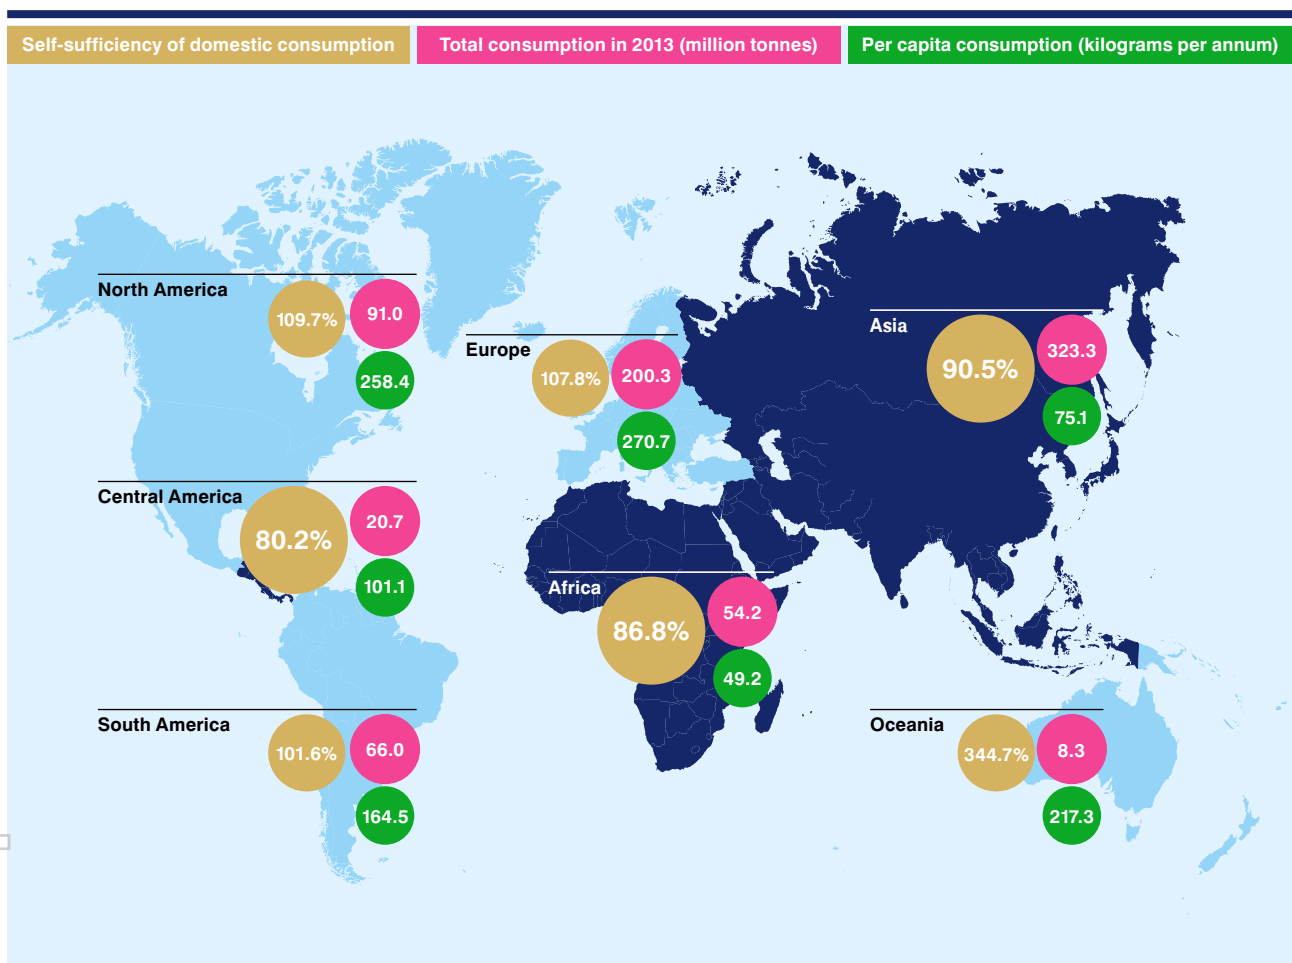 Self-sufficiency of domestic consumption
Total consumption in 2013 (million tonnes)
Per capita consumption (kilograms per annum)
North America
109.7%
91.0
258.4
Europe
107.8%
200.3
270.7
Asia
90.5%
323.3
75.1
Central America
80.2%
20.7
101.1
Africa
86.8%
54.2
49.2
South America
101.6%
66.0
164.5
Oceania
344.7%
8.3
217.3